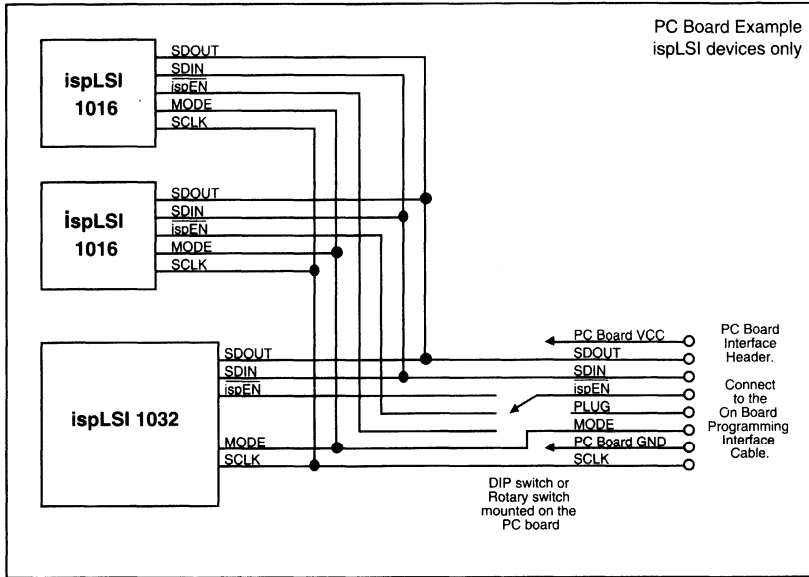 PC Board Example
ispLSI devices only
ispLSI
1016
SDOUT
SDIN
ispEN
MODE
SCLK
ispLSI
1016
SDOUT
SDIN
ispEN
MODE
SCLK
ispLSI 1032
SDOUT
SDIN
ispEN
MODE
SCLK
PC Board VCC
SDOUT
SDIN
ispEN
PLUG
MODE
PC Board GND
SCLK
PC Board
Interface
Header.
Connect
to the
On Board
Programming
Interface
Cable.
DIP switch or
Rotary switch
mounted on the
PC board